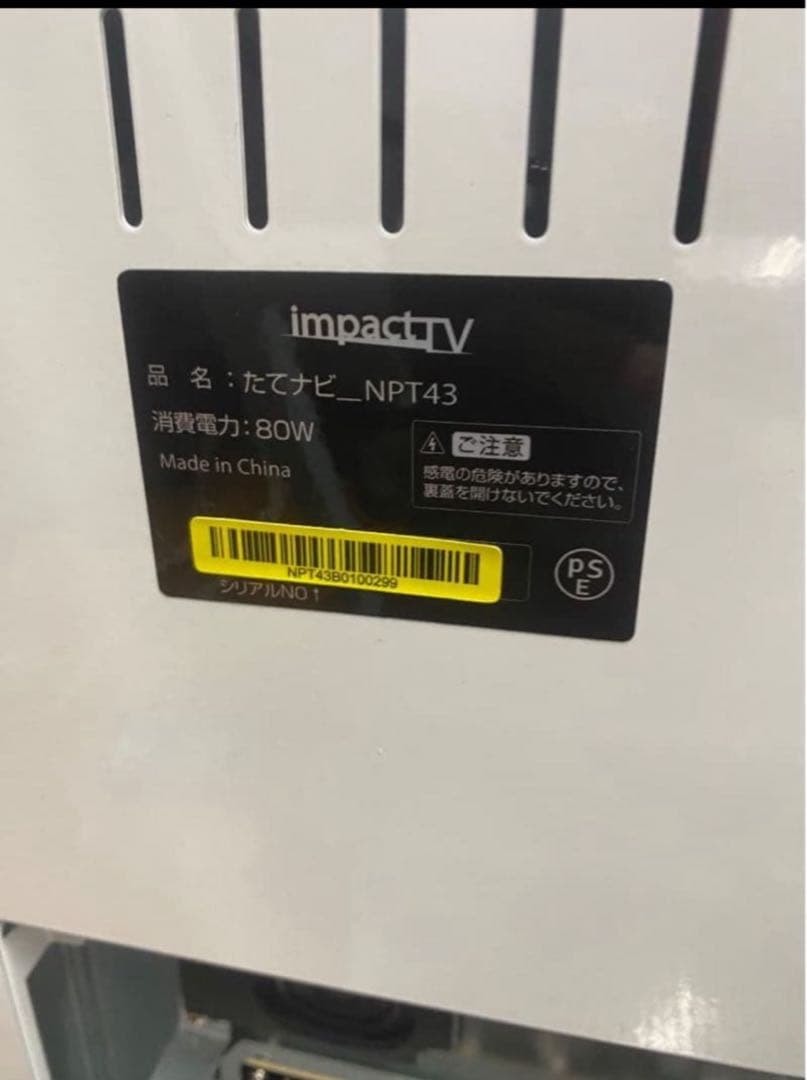 impactTV
品 名：たてナビ_NPT43
消費電力：80W
Made in China
ご注意
感電の危険がありますので、
裏蓋を開けないでください。
NPT43B0100299
シリアルNO↑
PS
E